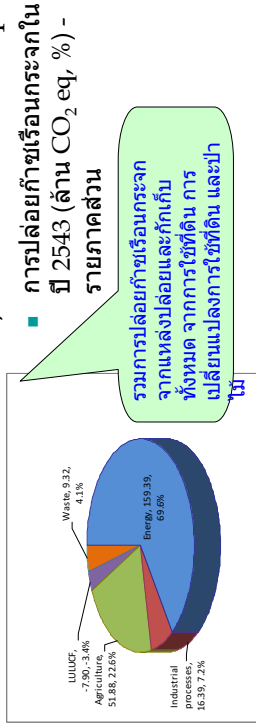 ▪ การปล่อยก๊าซเรือนกระจกใน
ปี 2543 (ล้าน CO2 eq, %) -
รายภาคส่วน
รวมการปล่อยก๊าซเรือนกระจก
จากแหล่งปล่อยและกักเก็บ
ทั้งหมด จากการใช้ที่ดิน การ
เปลี่ยนแปลงการใช้ที่ดิน และป่า
ไม้
Waste, 9.32,
4.1%
LULUCF,
-7.90, -3.4%
Agriculture,
51.88, 22.6%
Energy, 159.39,
69.6%
Industrial
processes,
16.39, 7.2%